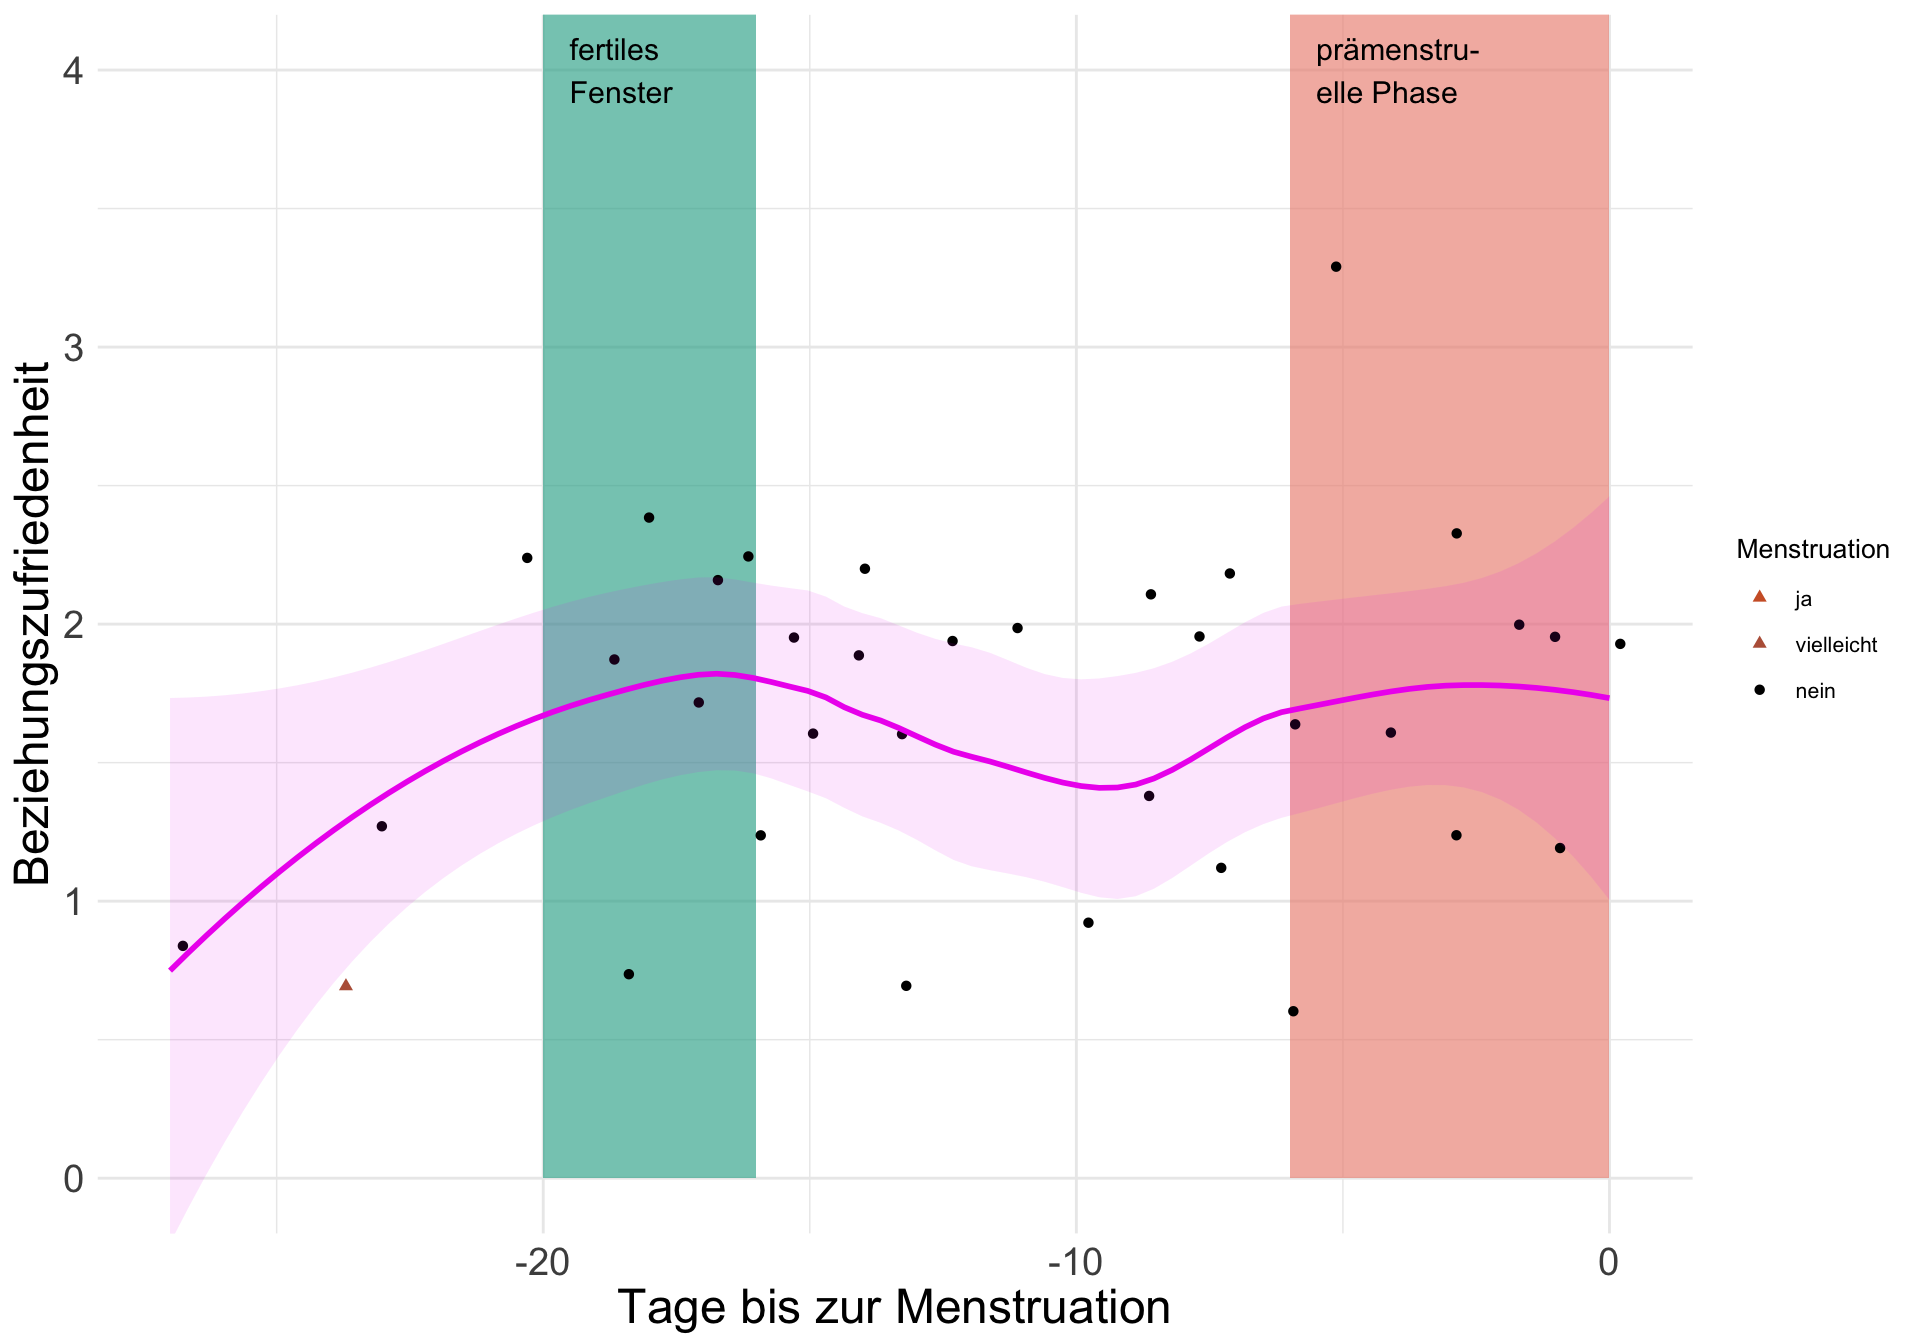 fertiles
Fenster
prämenstru-
elle Phase
4
3
2
1
0
Beziehungszufriedenheit
-20
-10
0
Tage bis zur Menstruation
Menstruation
ja
vielleicht
nein